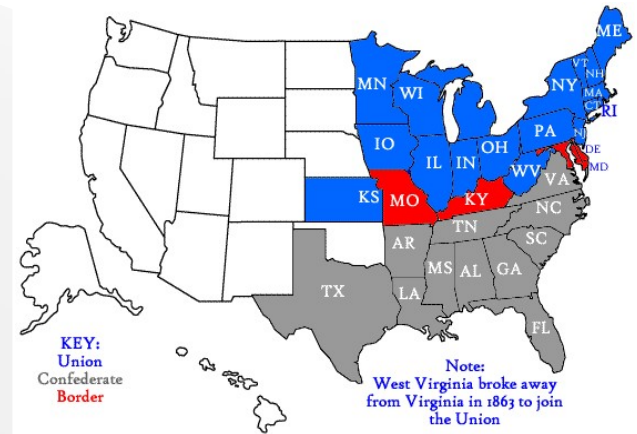 ME
VT
NH
MN
NY
MA
WI
CT
RI
PA
IO
OH
NJ
IL
IN
DE
WV
MD
KS
MO
KY
VA
NC
TN
AR
SC
MS
AL
GA
TX
LA
FL
KEY:
Union
Confederate
Border
Note:
West Virginia broke away
from Virginia in 1863 to join
the Union